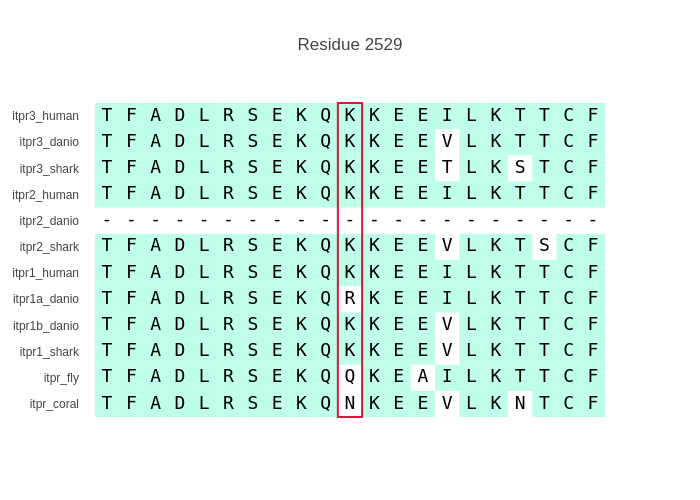 Residue 2529
itpr3_human T F A D L R S E K Q K K E E I L K T T C F
itpr3_danio T F A D L R S E K Q K K E E V L K T T C F
itpr3_shark T F A D L R S E K Q K K E E T L K S T C F
itpr2_human T F A D L R S E K Q K K E E I L K T T C F
itpr2_danio - - - - - - - - - - - - - - - - - - - - -
itpr2_shark T F A D L R S E K Q K K E E V L K T S C F
itpr1_human T F A D L R S E K Q K K E E I L K T T C F
itpr1a_danio T F A D L R S E K Q R K E E I L K T T C F
itpr1b_danio T F A D L R S E K Q K K E E V L K T T C F
itpr1_shark T F A D L R S E K Q K K E E V L K T T C F
itpr_fly T F A D L R S E K Q Q K E A I L K T T C F
itpr_coral T F A D L R S E K Q N K E E V L K N T C F